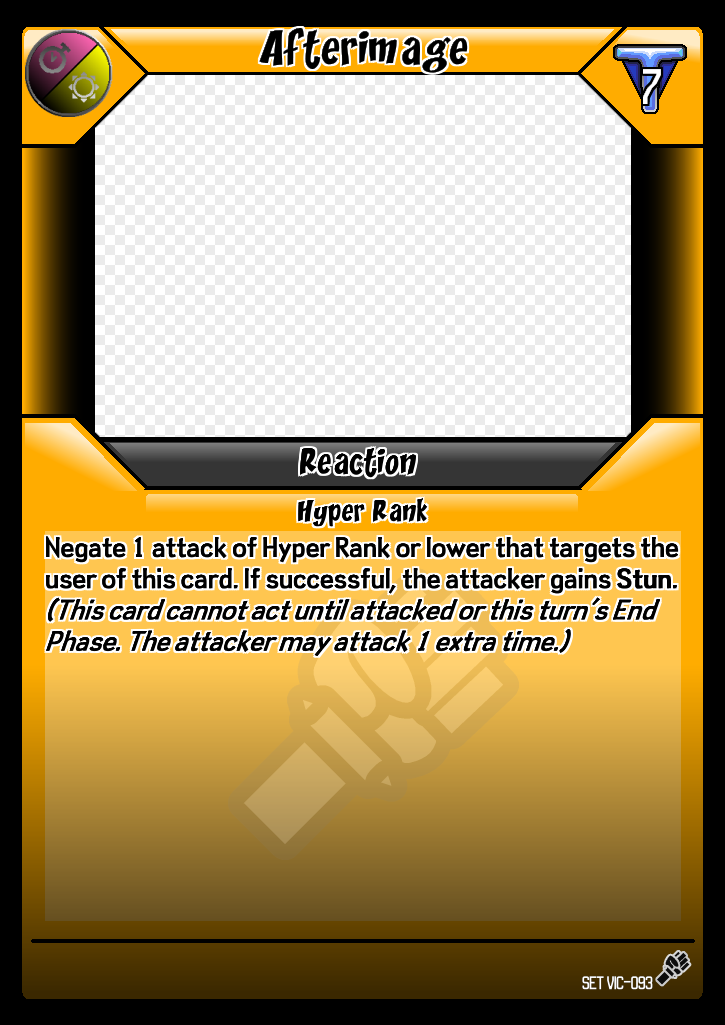 Afterimage
7
Reaction
Hyper Rank
Negate 1 attack of Hyper Rank or lower that targets the
user of this card. If successful, the attacker gains Stun.
(This card cannot act until attacked or this turn's End
Phase. The attacker may attack 1 extra time.)
SET VIC-093